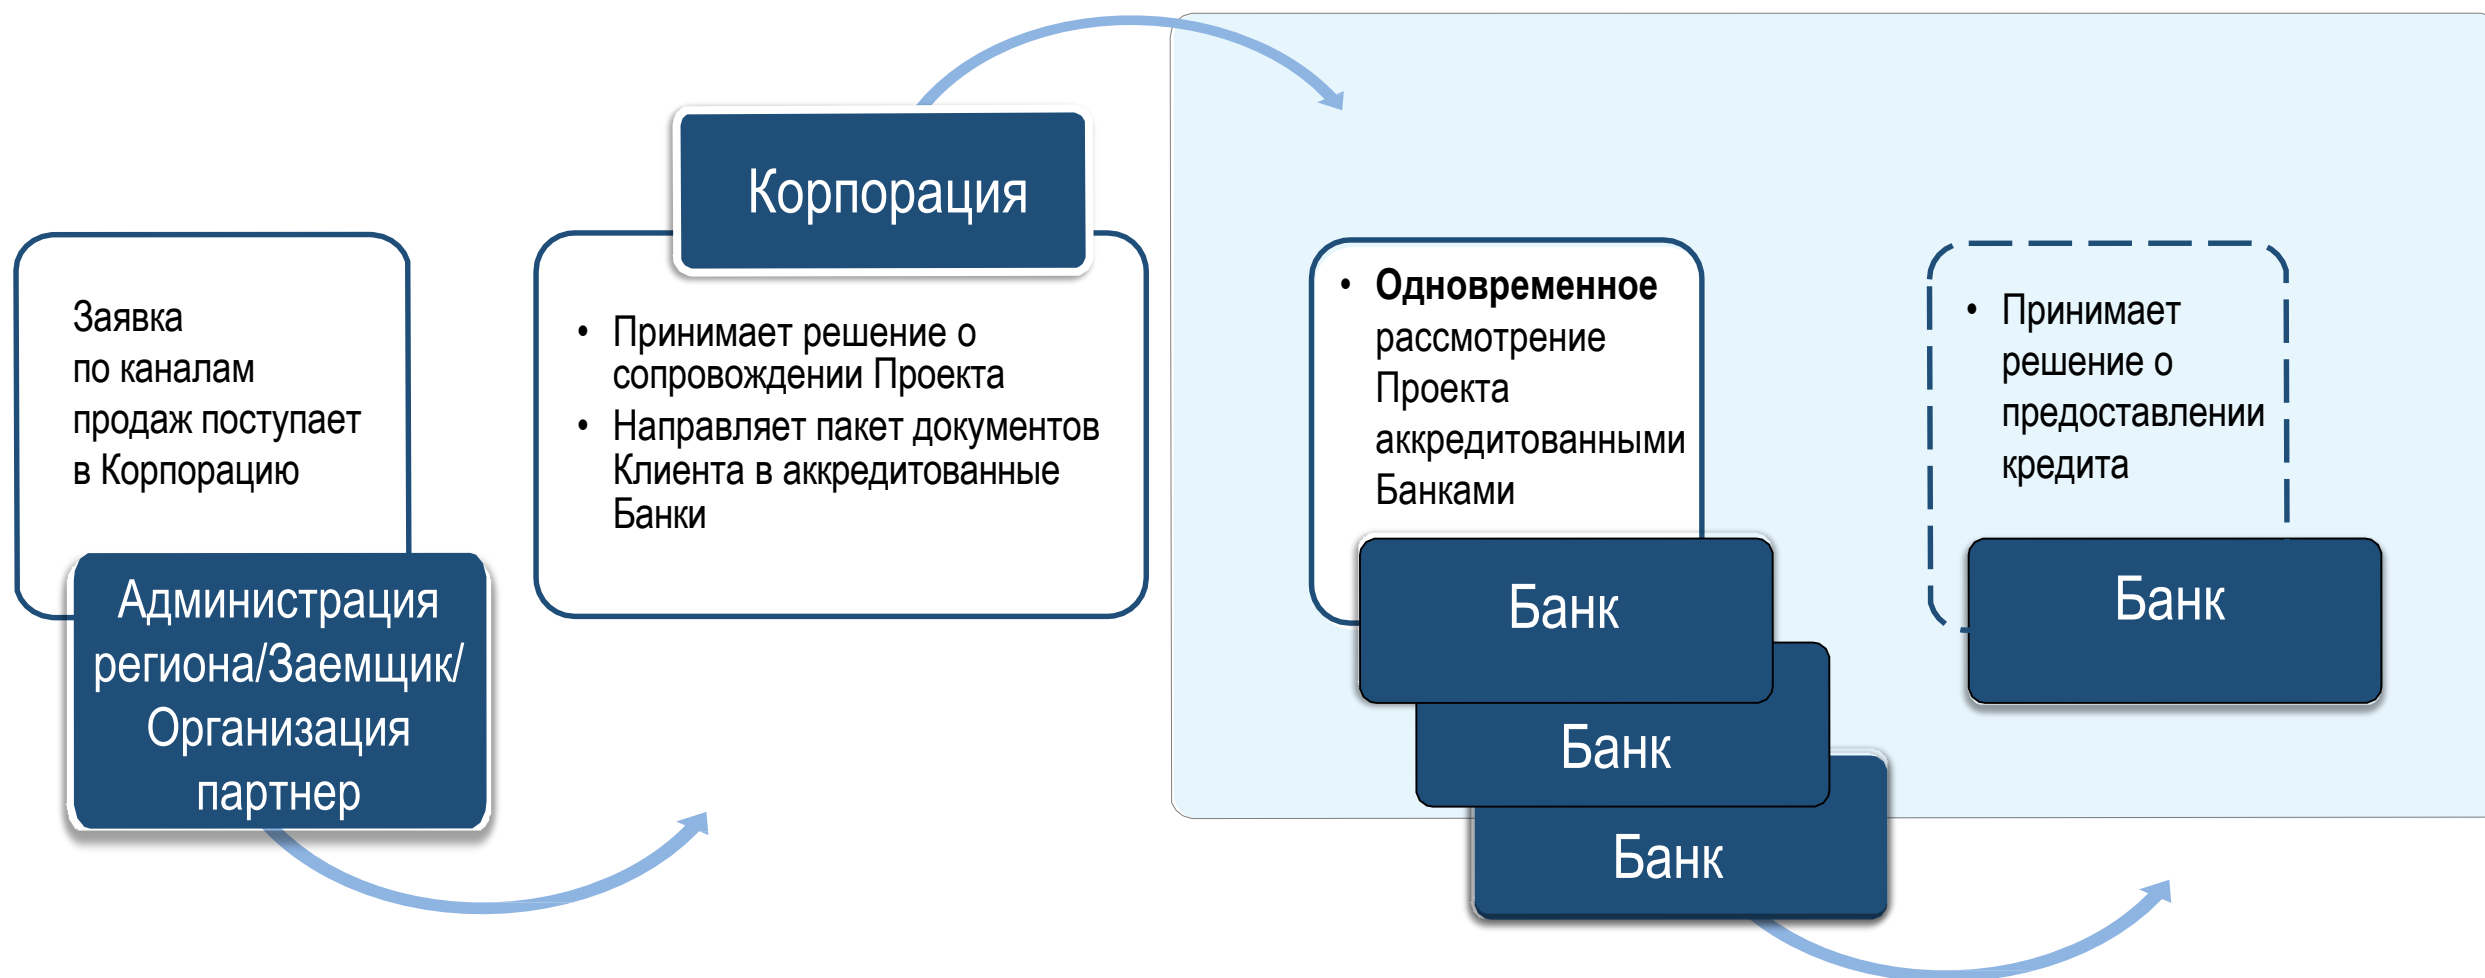 Заявка
по каналам
продаж поступает
в Корпорацию
Администрация
региона/Заемщик/
Организация
партнер
Корпорация
• Принимает решение о
сопровождении Проекта
• Направляет пакет документов
Клиента в аккредитованные
Банки
• Одновременное
рассмотрение
Проекта
аккредитованными
Банками
Банк
Банк
Банк
• Принимает
решение о
предоставлении
кредита
Банк